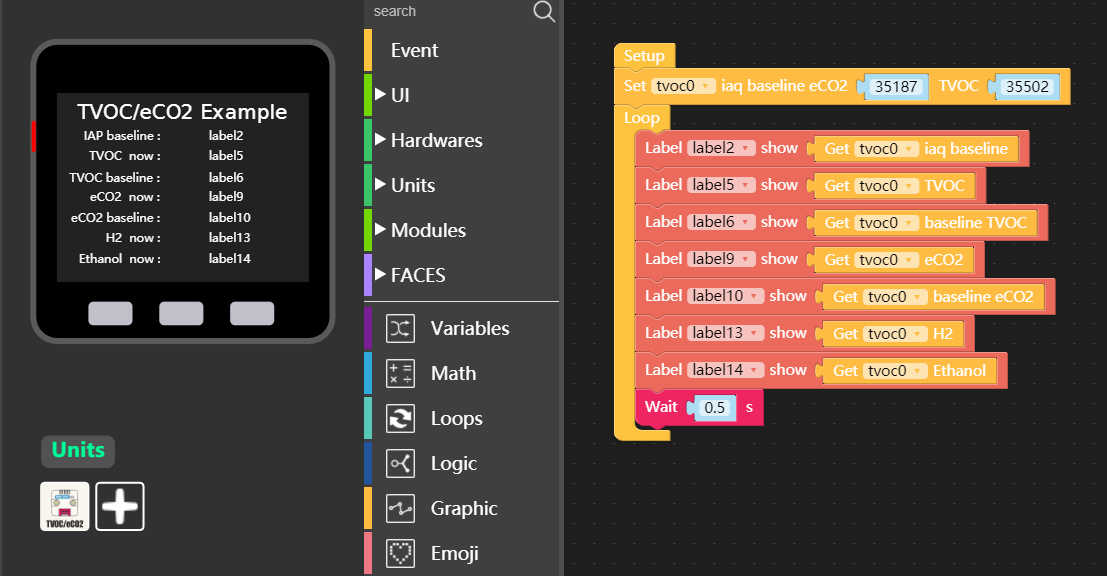 TVOC/eCO2 Example
IAP baseline : label2
TVOC now : label5
TVOC baseline : label6
eCO2 now : label9
eCO2 baseline : label10
H2 now : label13
Ethanol now : label14
Units
TVOC/eCO2
search
Event
UI
Hardwares
Units
Modules
FACES
Variables
Math
Loops
Logic
Graphic
Emoji
Setup
Set tvoc0 iaq baseline eCO2 35187 TVOC 35502
Loop
Label label2 show Get tvoc0 iaq baseline
Label label5 show Get tvoc0 TVOC
Label label6 show Get tvoc0 baseline TVOC
Label label9 show Get tvoc0 eCO2
Label label10 show Get tvoc0 baseline eCO2
Label label13 show Get tvoc0 H2
Label label14 show Get tvoc0 Ethanol
Wait 0.5 s